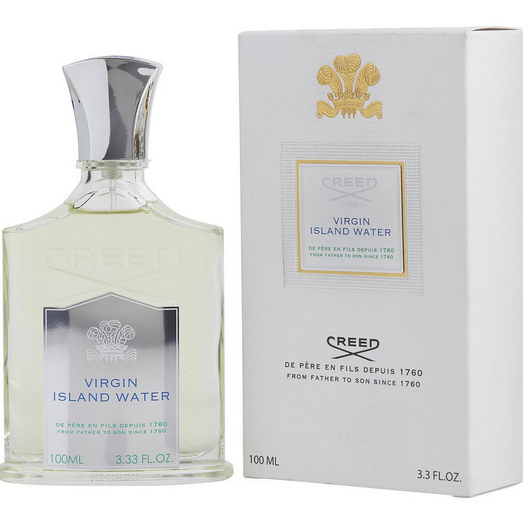 CREED
VIRGIN
ISLAND WATER
DE PÈRE EN FILS DEPUIS 1760
FROM FATHER TO SON SINCE 1760
100ML 3.33 FL.OZ.
CREED
1760
VIRGIN
ISLAND WATER
DE PÈRE EN FILS DEPUIS 1760
FROM FATHER TO SON SINCE 1760
CREED
DE PÈRE EN FILS DEPUIS 1760
FROM FATHER TO SON SINCE 1760
100 ML 3.3 FL.OZ.